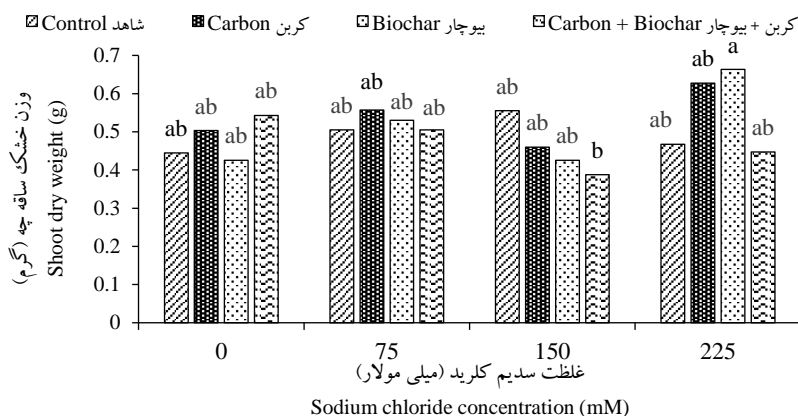 Control شاهد Carbon کربن Biochar بیوچار Carbon + Biochar کربن + بیوچار
وزن خشک ساقه چه (گرم)
Shoot dry weight (g)
0.7
0.6
0.5
0.4
0.3
0.2
0.1
0
ab ab ab ab
ab ab ab ab
ab ab ab b
ab ab a ab
0 75 150 225
غلظت سدیم کلرید (میلی مولار)
Sodium chloride concentration (mM)